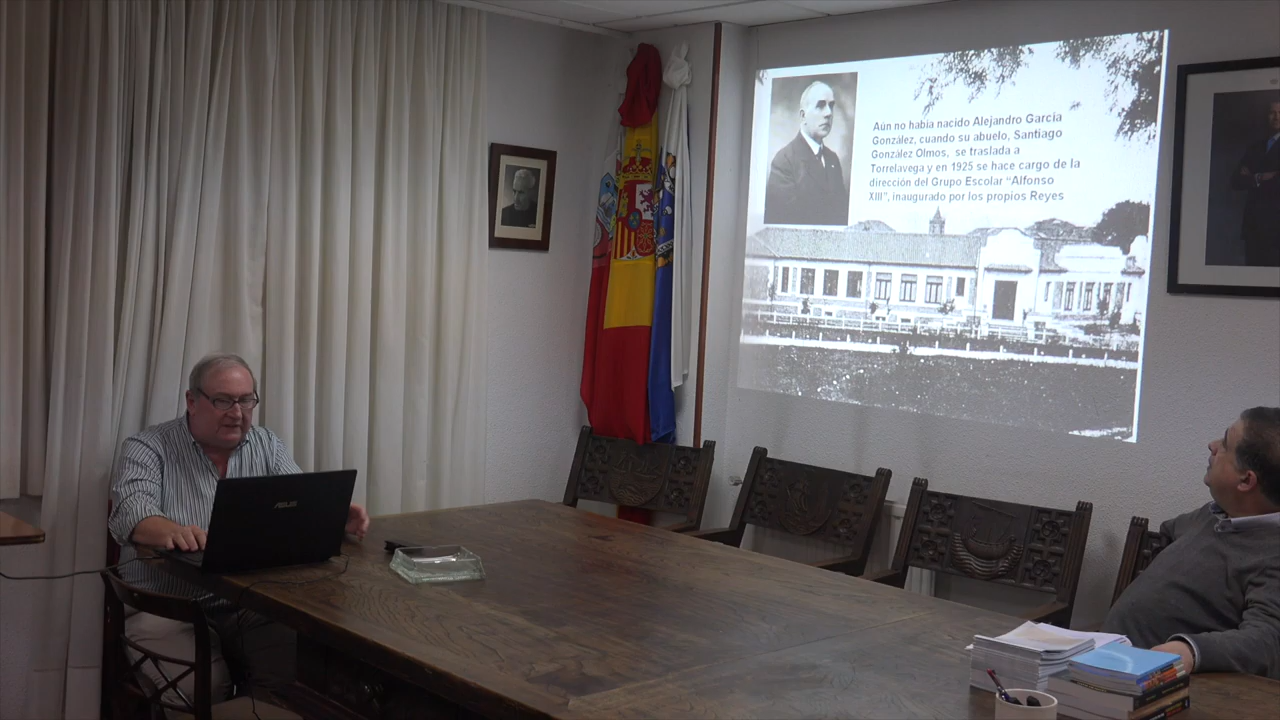 Aún no había nacido Alejandro García
González, cuando su abuelo, Santiago
González Olmos, se traslada a
Torrelavega y en 1925 se hace cargo de la
dirección del Grupo Escolar “Alfonso
XIII”, inaugurado por los propios Reyes
ASUS